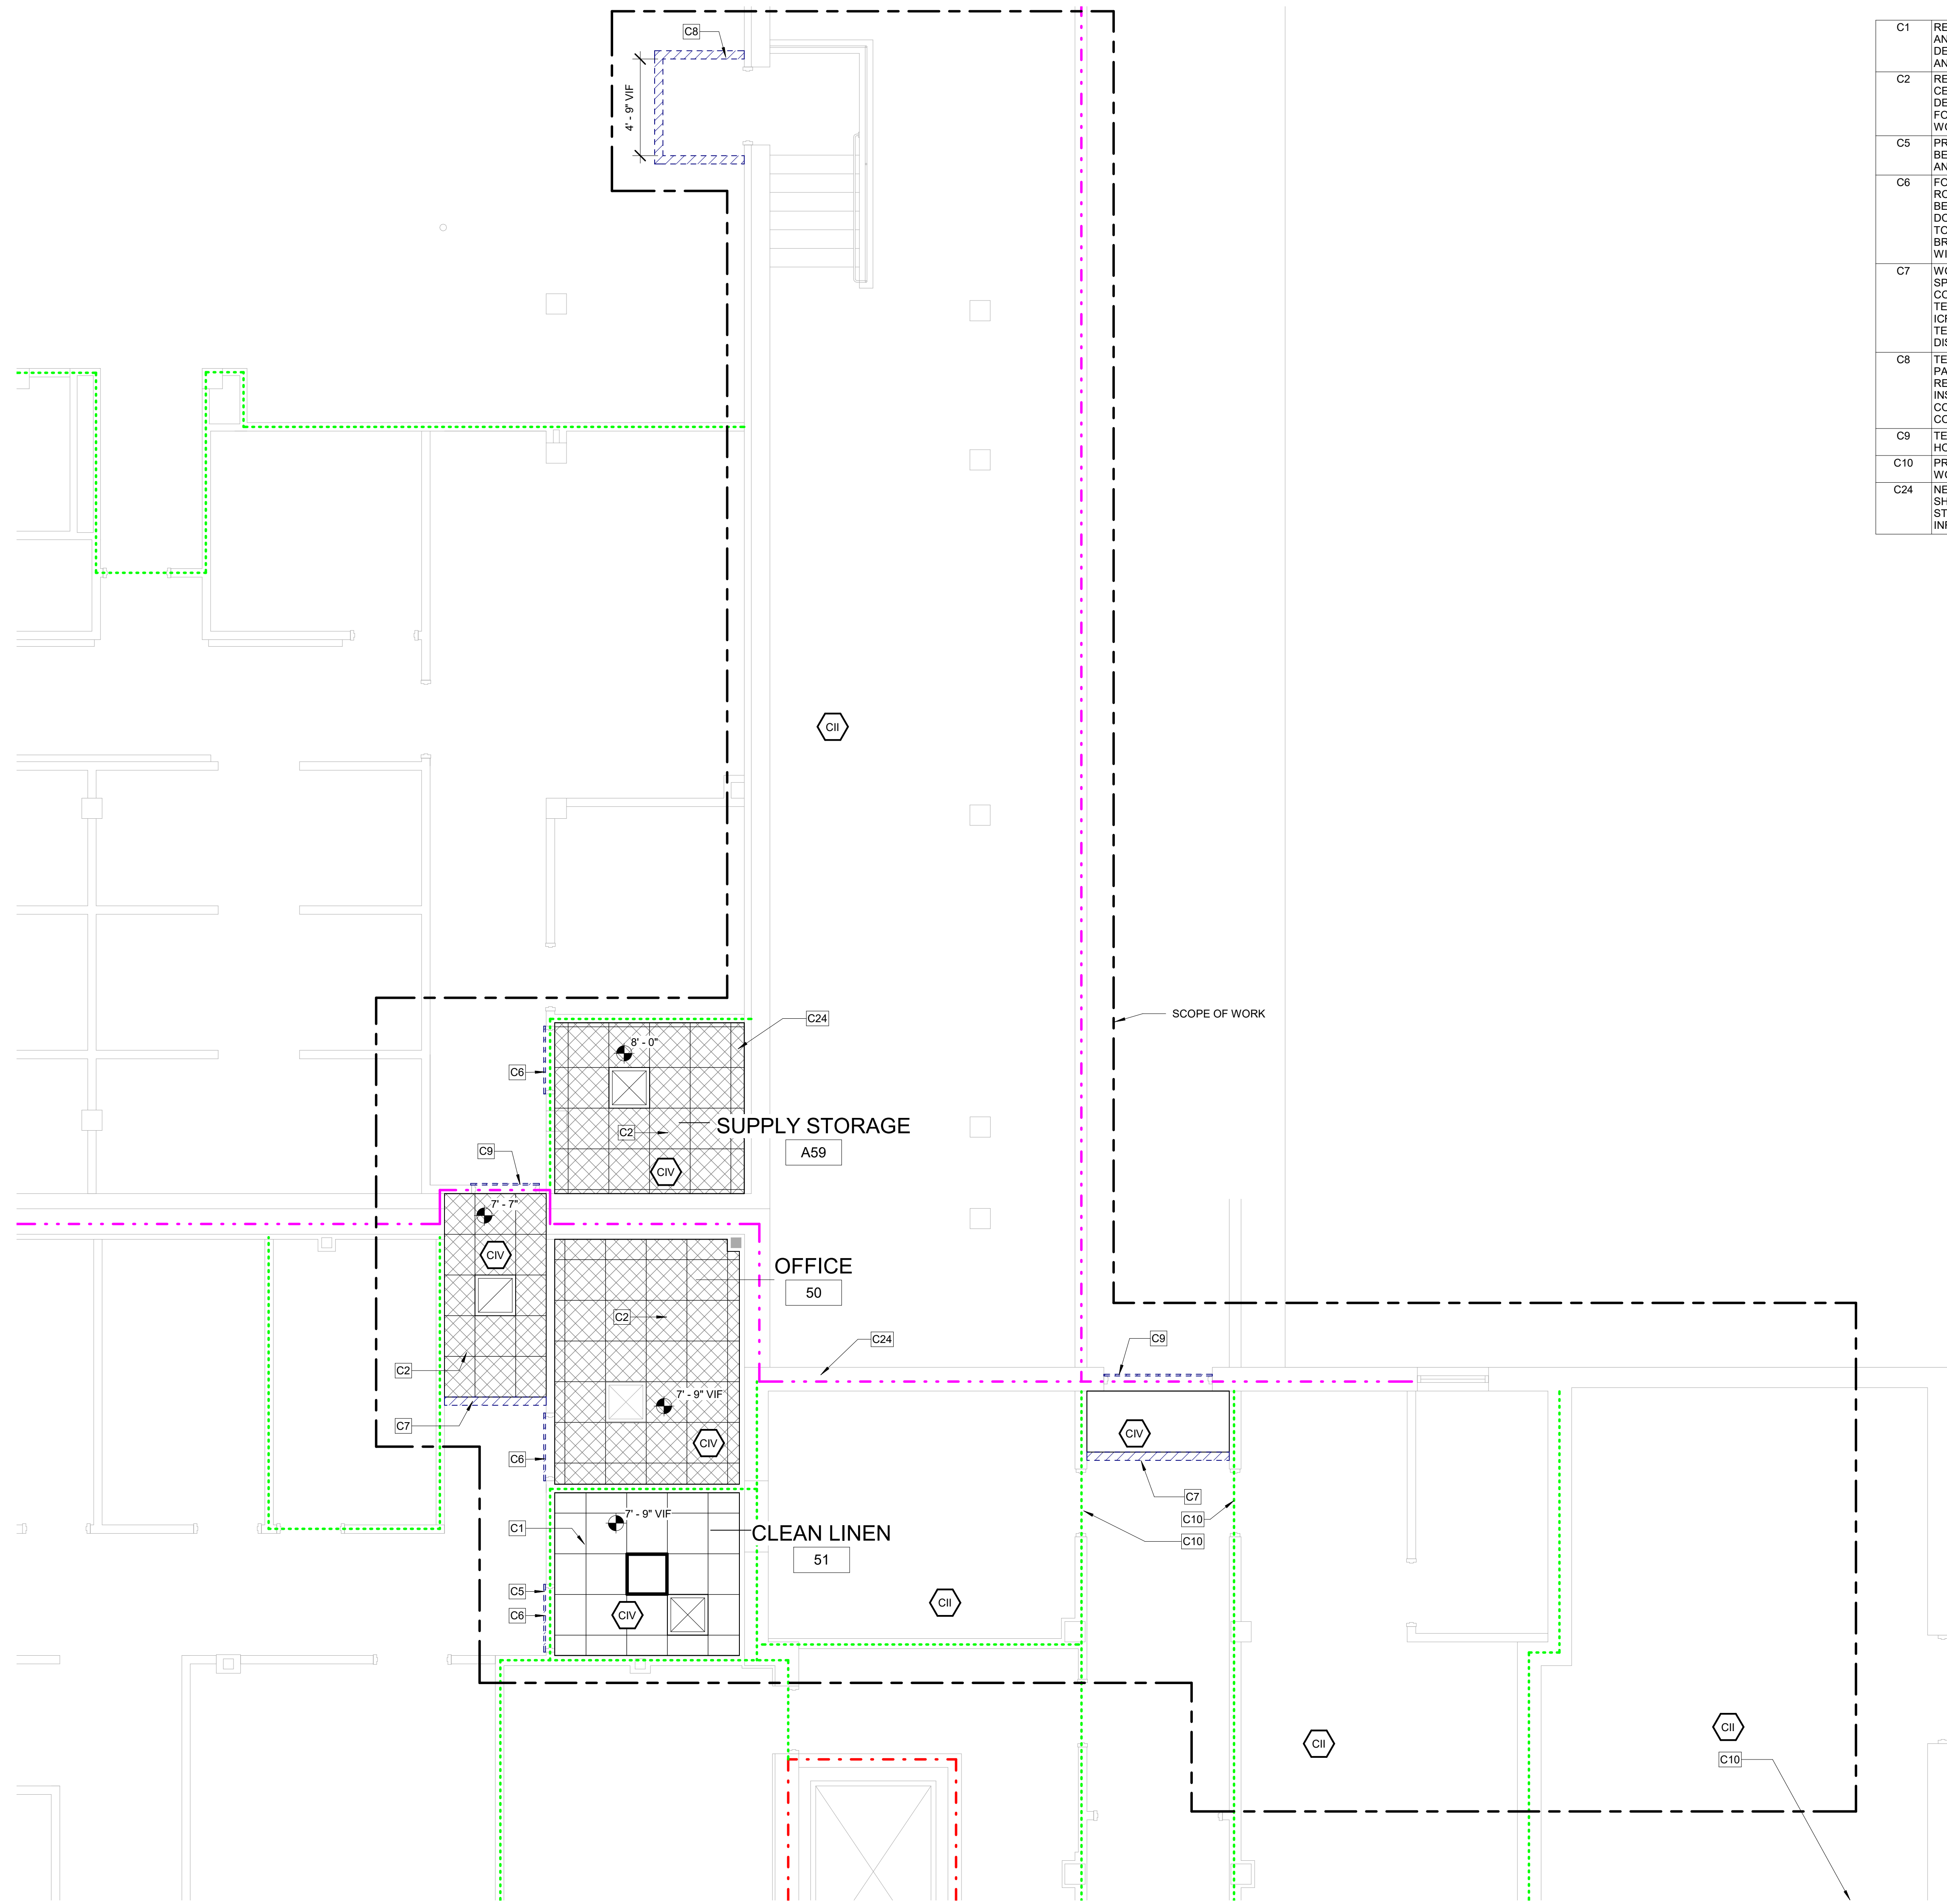 C8
4' - 9" VIF
CII
SCOPE OF WORK
C24
8' - 0"
C6
C2
SUPPLY STORAGE
A59
CIV
C9
7' - 7"
CIV
OFFICE
50
C2
C24
C9
C2
7' - 9" VIF
CIV
CIV
C7
C6
C7
C10
C10
7' - 9" VIF
C1
CLEAN LINEN
51
C5
C6
CIV
CII
CII
CII
C10
C1
C2
C5
C6
C7
C8
TE
C9
TE
C10
C24